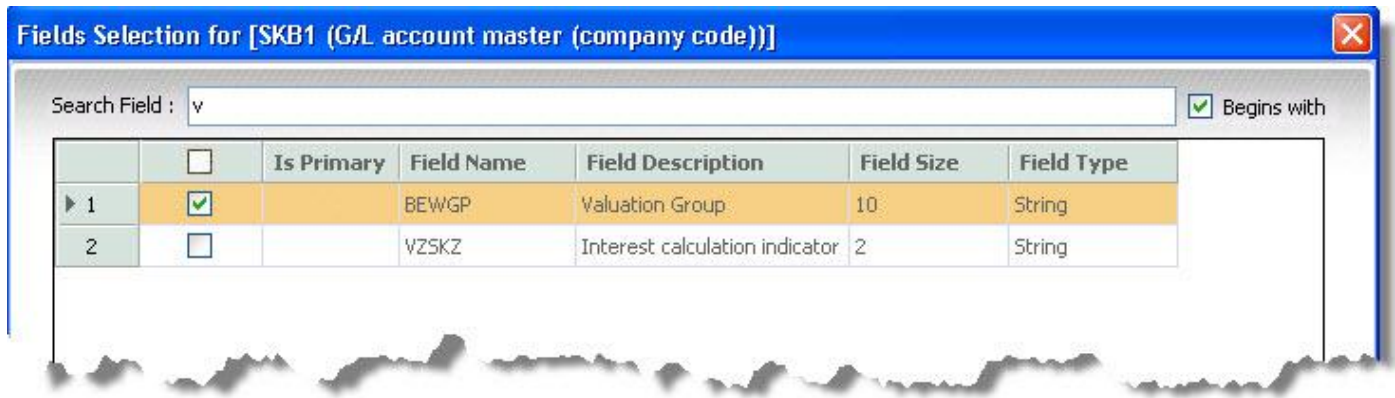 Fields Selection for [SKB1 (G/L account master (company code))]
Search Field : v Begins with
Is Primary Field Name Field Description Field Size Field Type
1 BEWGP Valuation Group 10 String
2 VZSKZ Interest calculation indicator 2 String